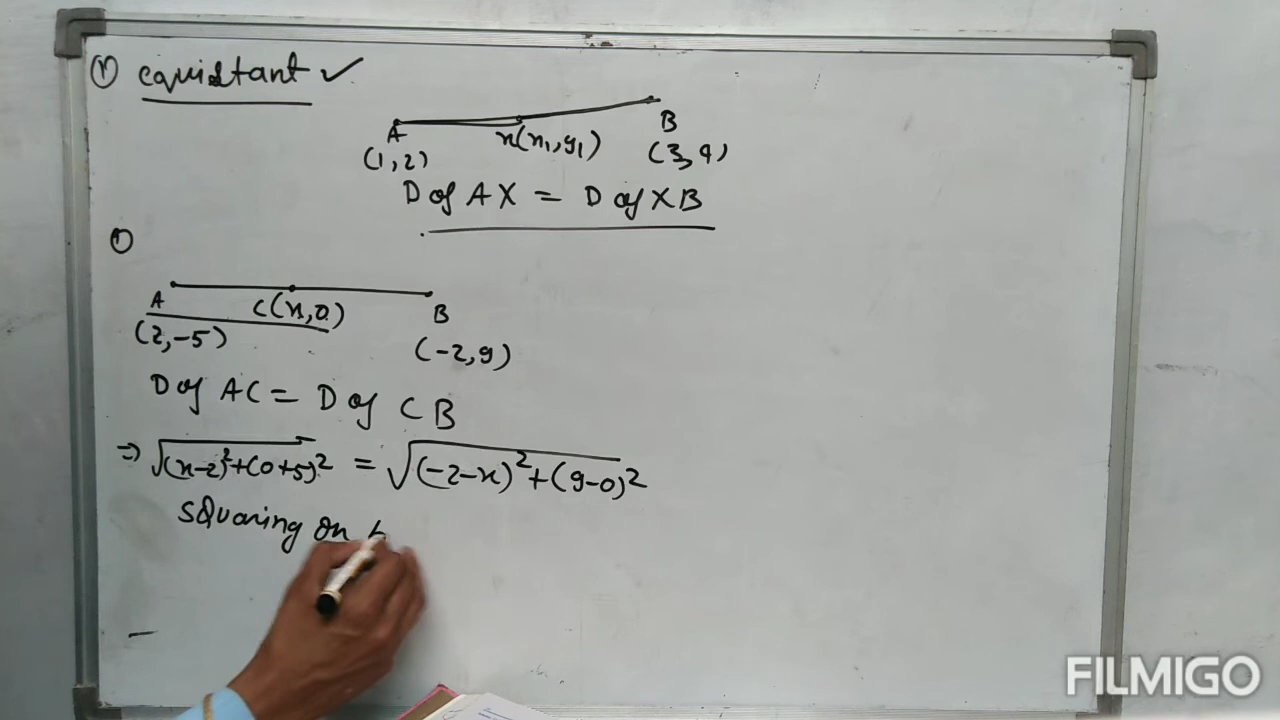 ① equidtant ✓
A x(x₁,y₁) B
(1,2) (3,4)
D of AX = D of XB
①
A C(x,0) B
(2,-5) (-2,9)
D of AC = D of CB
⇒ √(x-2)²+(0+5)² = √(-2-x)²+(9-0)²
squaring on b
FILMIGO